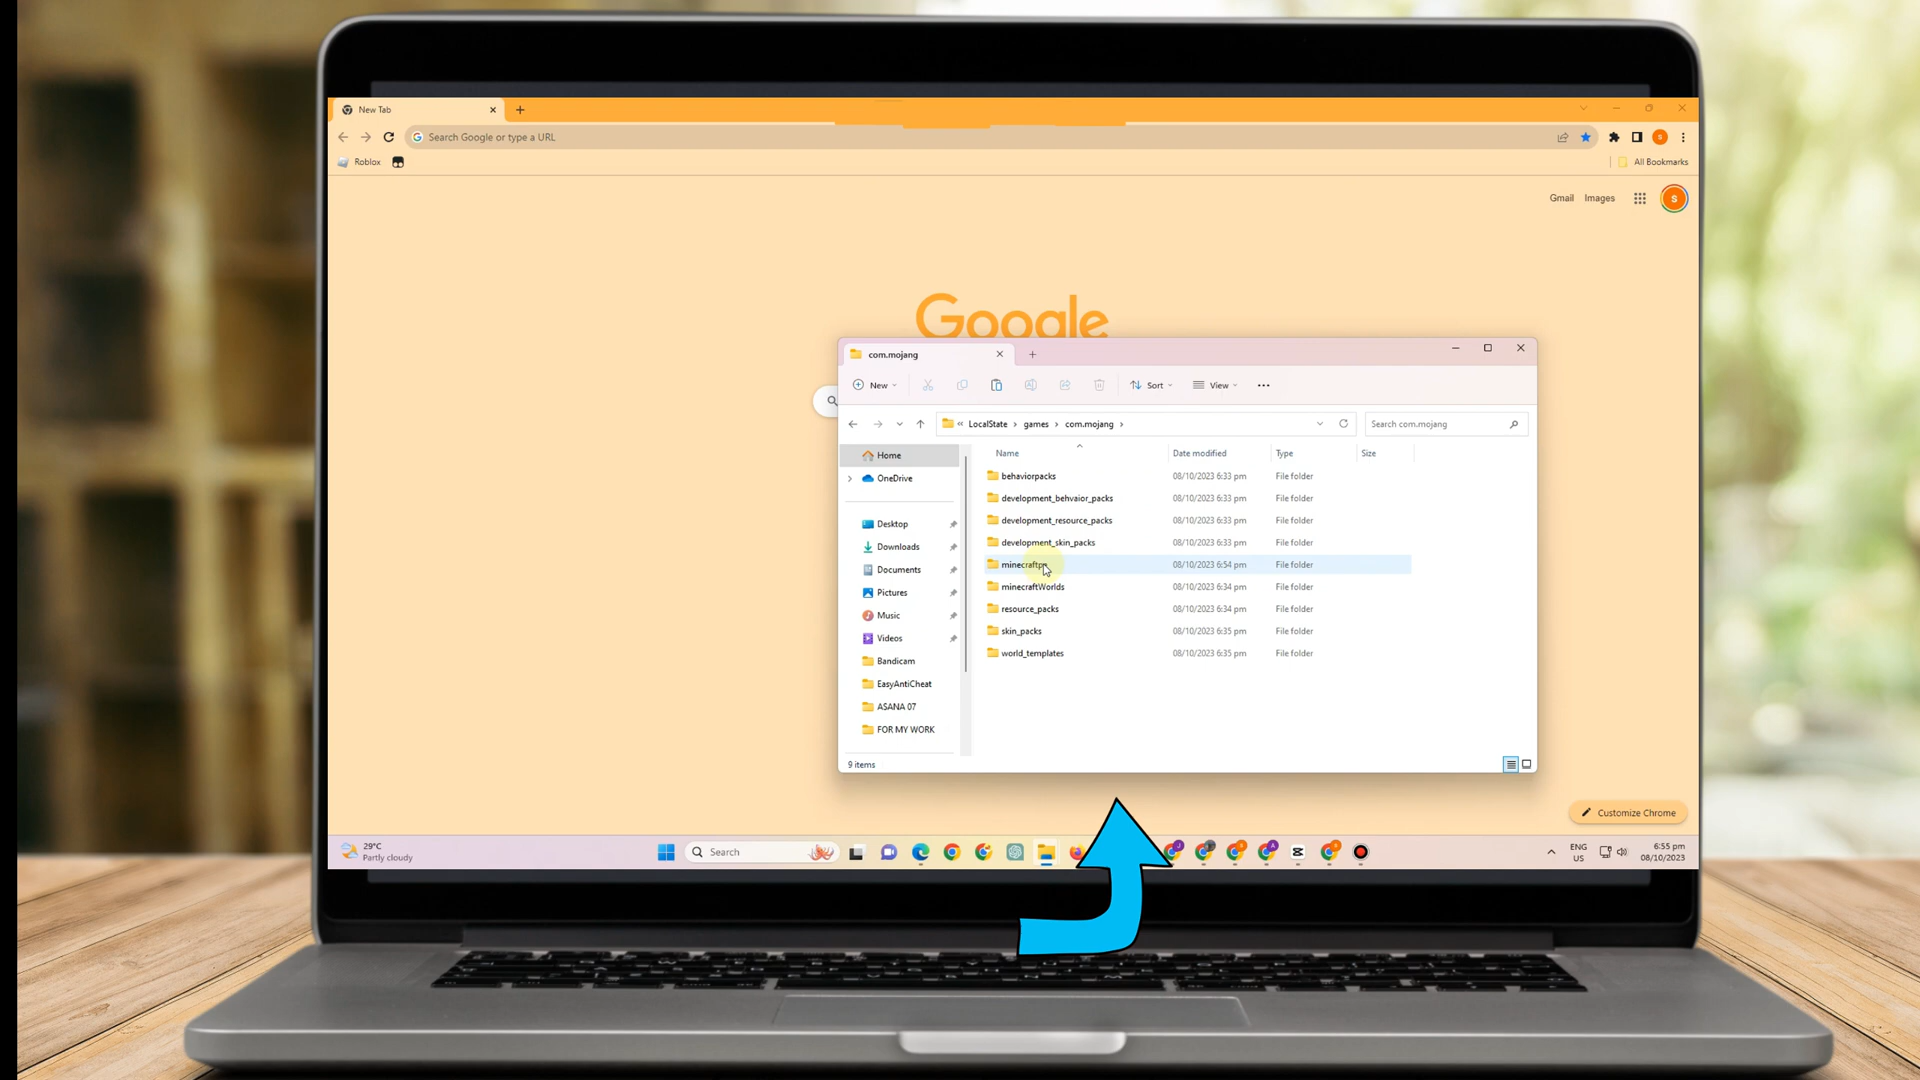 New Tab
Search Google or type a URL
Roblox
All Bookmarks
Gmail Images S
Google
com.mojang
New Sort View
LocalState games com.mojang
Search com.mojang
Name Date modified Type Size
Home
OneDrive
Desktop
Downloads
Documents
Pictures
Music
Videos
Bandicam
EasyAntiCheat
ASANA 07
FOR MY WORK
behaviorpacks 08/10/2023 6:33 pm File folder
development_behvaior_packs 08/10/2023 6:33 pm File folder
development_resource_packs 08/10/2023 6:33 pm File folder
development_skin_packs 08/10/2023 6:33 pm File folder
minecraftpe 08/10/2023 6:54 pm File folder
minecraftWorlds 08/10/2023 6:34 pm File folder
resource_packs 08/10/2023 6:34 pm File folder
skin_packs 08/10/2023 6:35 pm File folder
world_templates 08/10/2023 6:35 pm File folder
9 items
Customize Chrome
29°C
Partly cloudy
Search
ENG
US
6:55 pm
08/10/2023